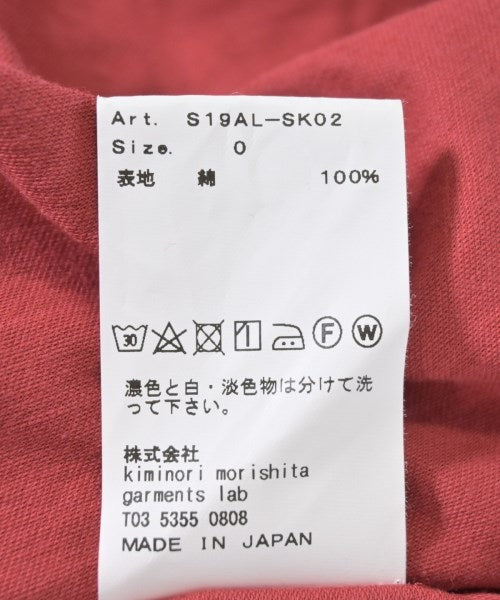 Art. S19AL-SK02
Size. 0
表地 綿 100%
30 F W
濃色と白・淡色物は分けて洗
って下さい。
株式会社
kiminori morishita
garments lab
T03 5355 0808
MADE IN JAPAN